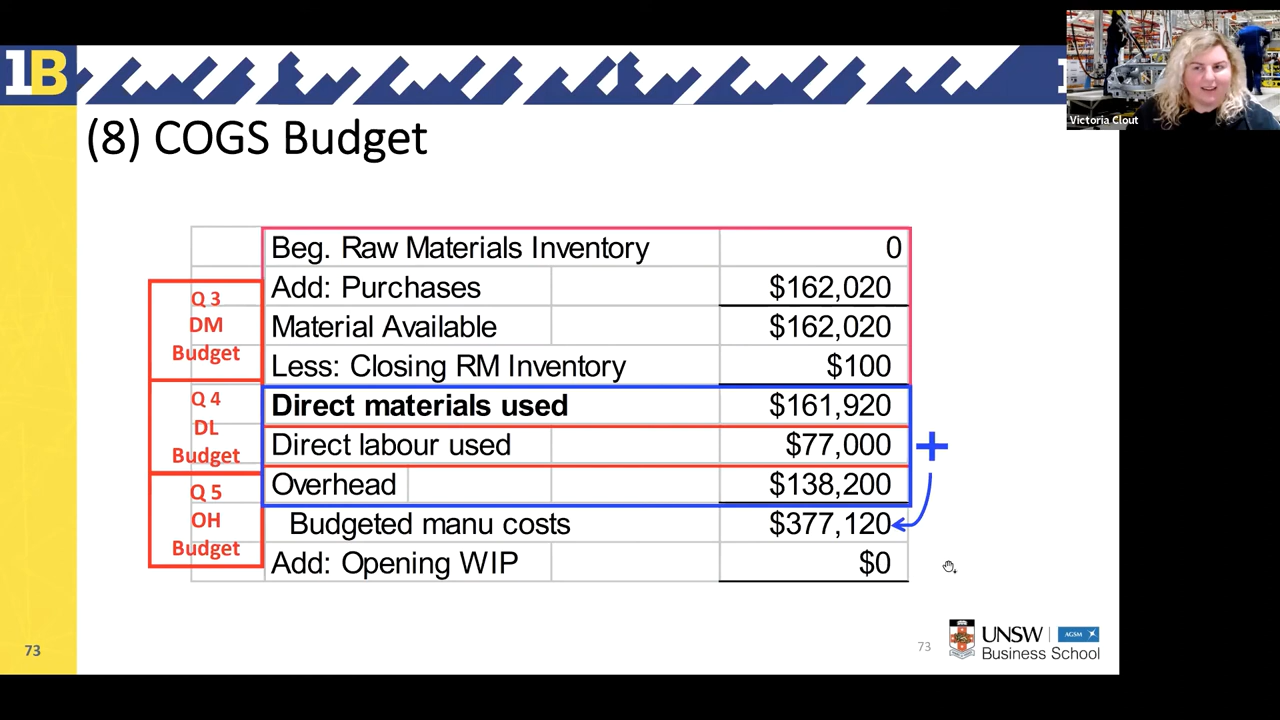 1B
Victoria Clout
(8) COGS Budget
Beg. Raw Materials Inventory 0
Add: Purchases $162,020
Material Available $162,020
Less: Closing RM Inventory $100
Direct materials used $161,920
Direct labour used $77,000
Overhead $138,200
Budgeted manu costs $377,120
Add: Opening WIP $0
Q 3
DM
Budget
Q 4
DL
Budget
Q 5
OH
Budget
+
73
73
UNSW
AGSM
Business School